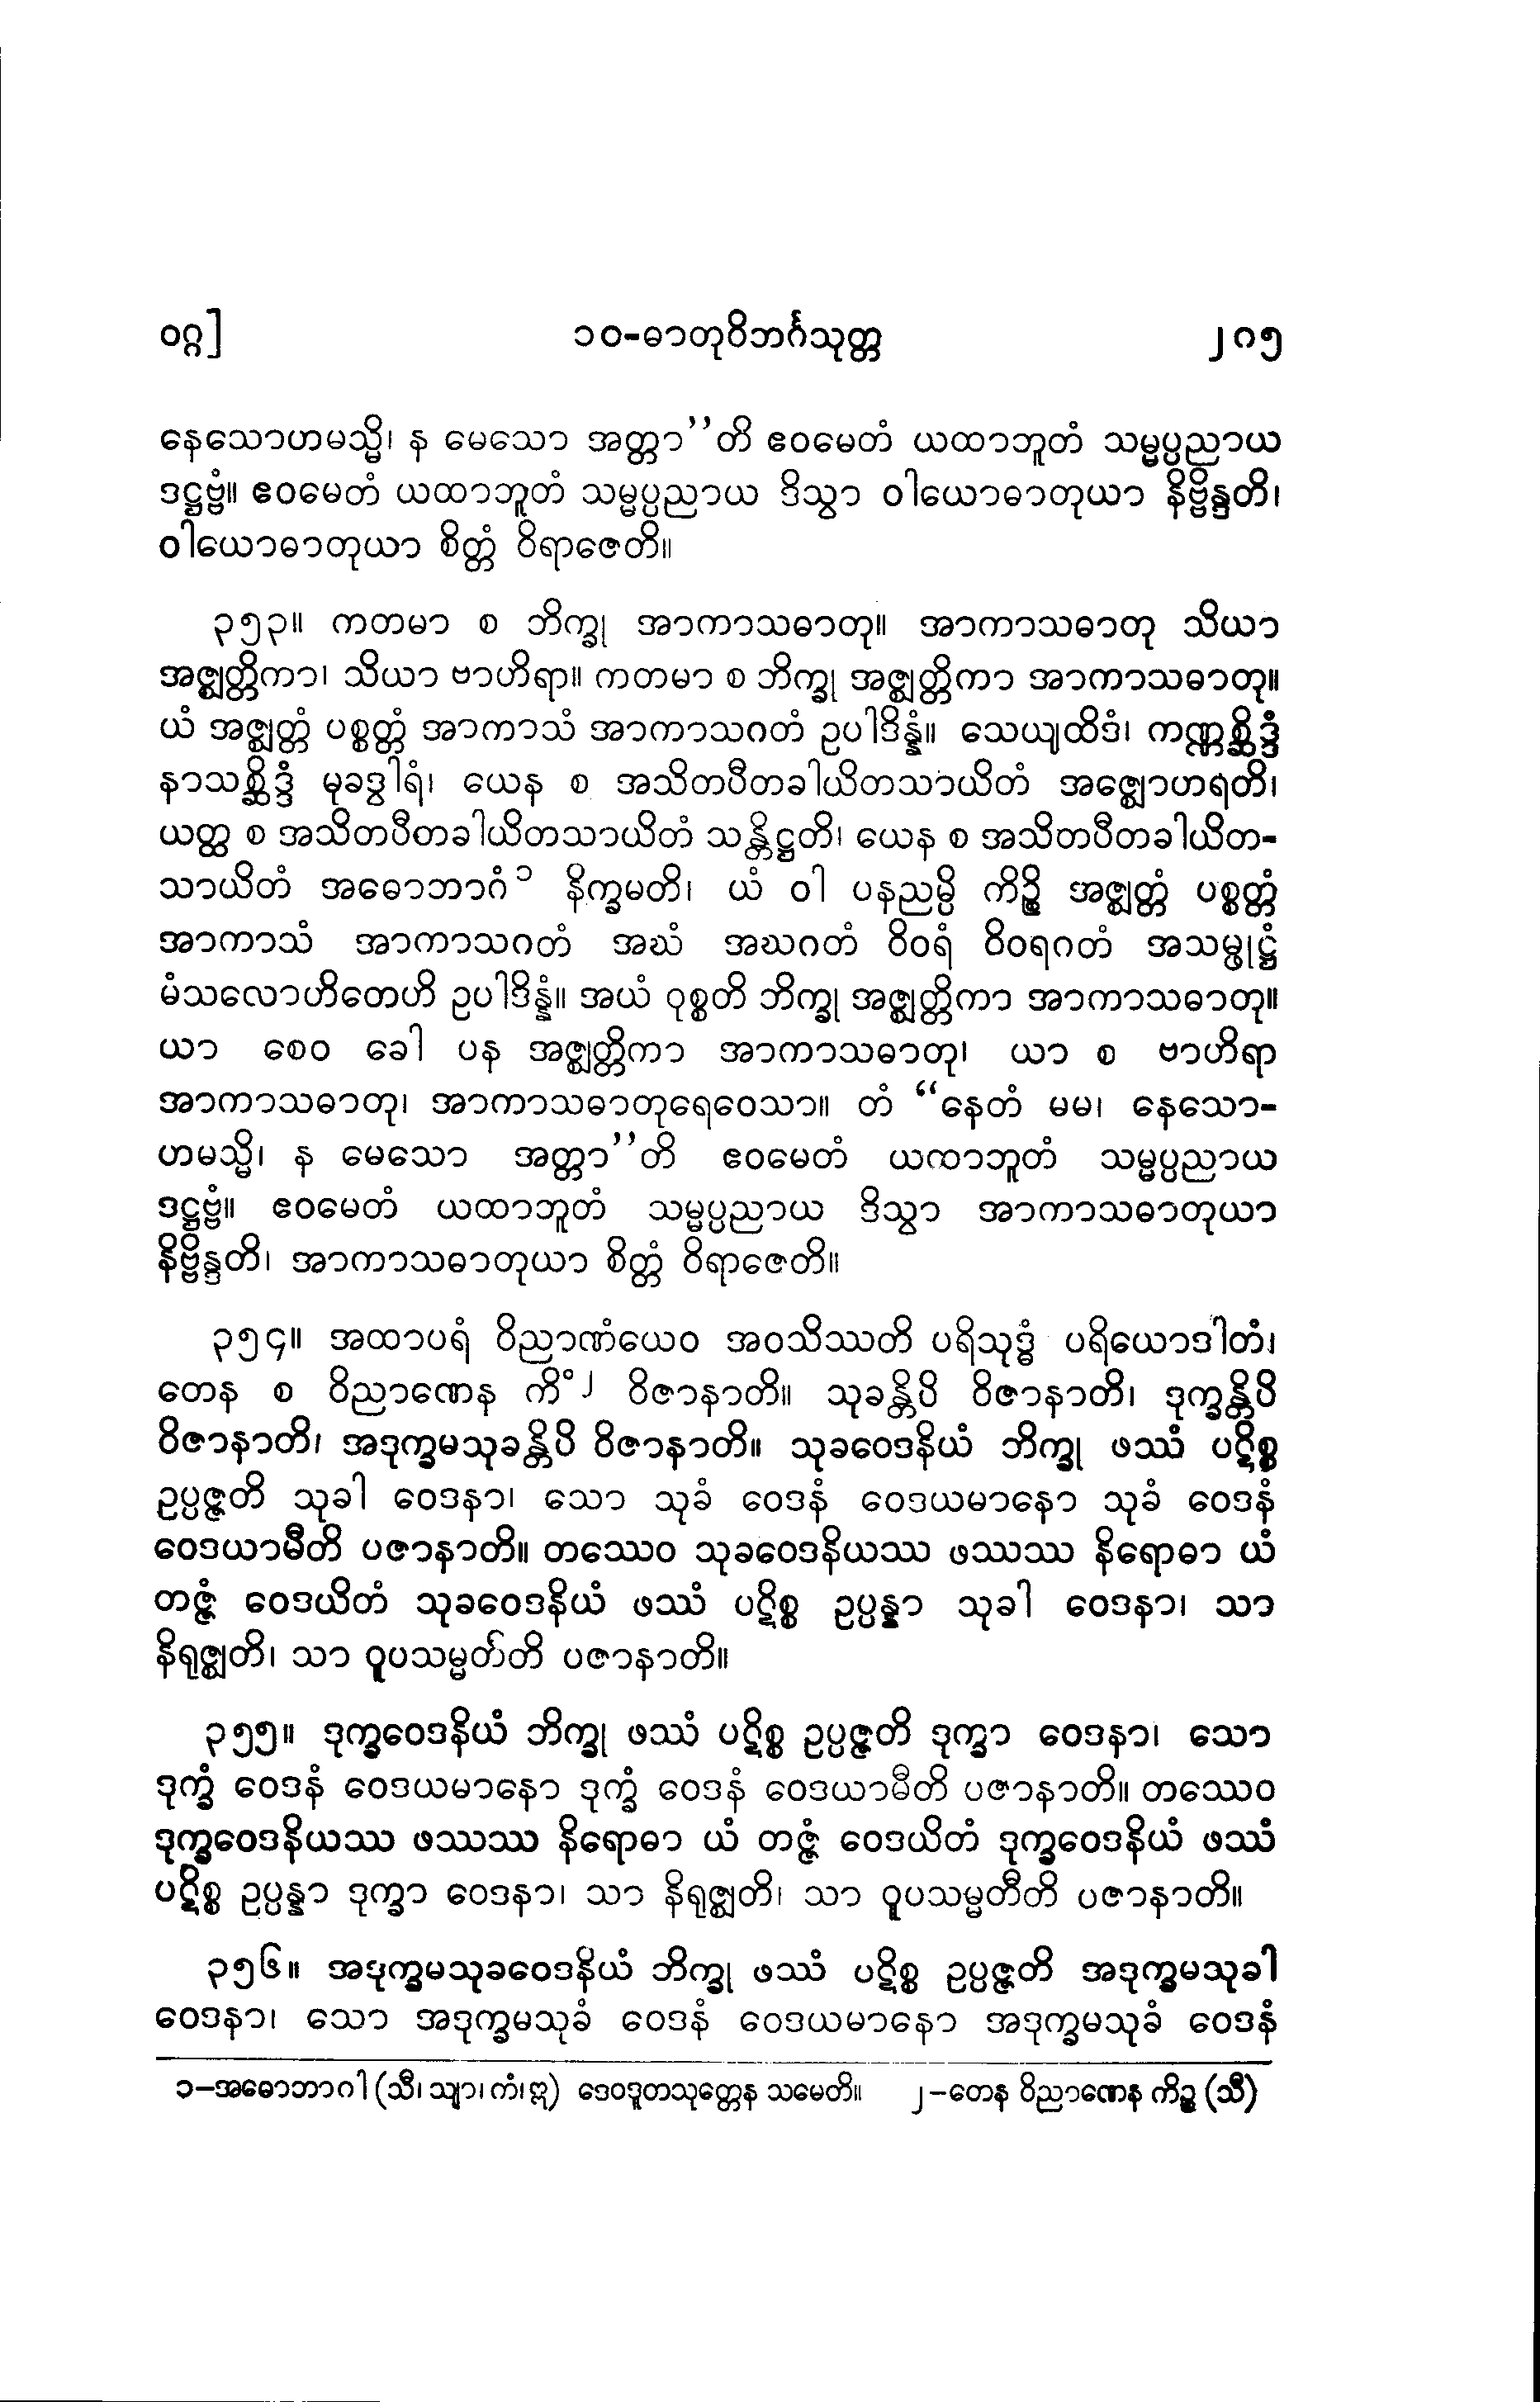 ဝဂ္ဂ]	၁၀-ဓာတုဝိဘင်္ဂသုတ္တ	၂၈၅
နေသောဟမသ္မိ၊ န မေသော အတ္တာ’’တိ ဧဝမေတံ ယထာဘူတံ သမ္မပ္ပညာယ
ဒဋ္ဌဗ္ဗံ။ ဧဝမေတံ ယထာဘူတံ သမ္မပ္ပညာယ ဒိသွာ ဝါယောဓာတုယာ နိဗ္ဗိန္ဒတိ၊
ဝါယောဓာတုယာ စိတ္တံ ဝိရာဇေတိ။
၃၅၃။ ကတမာ စ ဘိက္ခု အာကာသဓာတု။ အာကာသဓာတု သိယာ
အဇ္ဈတ္တိကာ၊ သိယာ ဗာဟိရာ။ ကတမာ စ ဘိက္ခု အဇ္ဈတ္တိကာ အာကာသဓာတု။
ယံ အဇ္ဈတ္တံ ပစ္စတ္တံ အာကာသံ အာကာသဂတံ ဥပါဒိန္နံ။ သေယျထိဒံ၊ ကဏ္ဏစ္ဆိဒ္ဒံ
နာသစ္ဆိဒ္ဒံ မုခဒွါရံ၊ ယေန စ အသိတပီတခါယိတသာယိတံ အဇ္ဈောဟရတိ၊
ယတ္ထ စ အသိတပီတခါယိတသာယိတံ သန္တိဋ္ဌတိ၊ ယေန စ အသိတပီတခါယိတ-
သာယိတံ အဓောဘာဂံ၁ နိက္ခမတိ၊ ယံ ဝါ ပနညမ္ပိ ကိဉ္စိ အဇ္ဈတ္တံ ပစ္စတ္တံ
အာကာသံ အာကာသဂတံ အဃံ အဃဂတံ ဝိဝရံ ဝိဝရဂတံ အသမ္ဖုဋ္ဌံ
မံသလောဟိတေဟိ ဥပါဒိန္နံ။ အယံ ဝုစ္စတိ ဘိက္ခု အဇ္ဈတ္တိကာ အာကာသဓာတု။
ယာ စေဝ ခေါ ပန အဇ္ဈတ္တိကာ အာကာသဓာတု၊ ယာ စ ဗာဟိရာ
အာကာသဓာတု၊ အာကာသဓာတုရေဝေသာ။ တံ ‘‘နေတံ မမ၊ နေသော-
ဟမသ္မိ၊ န မေသော အတ္တာ’’တိ ဧဝမေတံ ယထာဘူတံ သမ္မပ္ပညာယ
ဒဋ္ဌဗ္ဗံ။ ဧဝမေတံ ယထာဘူတံ သမ္မပ္ပညာယ ဒိသွာ အာကာသဓာတုယာ
နိဗ္ဗိန္ဒတိ၊ အာကာသဓာတုယာ စိတ္တံ ဝိရာဇေတိ။
၃၅၄။ အထာပရံ ဝိညာဏံယေဝ အဝသိဿတိ ပရိသုဒ္ဓံ ပရိယောဒါတံ၊
တေန စ ဝိညာဏေန ကိံ၂ ဝိဇာနာတိ။ သုခန္တိပိ ဝိဇာနာတိ၊ ဒုက္ခန္တိပိ
ဝိဇာနာတိ၊ အဒုက္ခမသုခန္တိပိ ဝိဇာနာတိ။ သုခဝေဒနိယံ ဘိက္ခု ဖဿံ ပဋိစ္စ
ဥပ္ပဇ္ဇတိ သုခါ ဝေဒနာ၊ သော သုခံ ဝေဒနံ ဝေဒယမာနော သုခံ ဝေဒနံ
ဝေဒယာမီတိ ပဇာနာတိ။ တဿေဝ သုခဝေဒနိယဿ ဖဿဿ နိရောဓာ ယံ
တဇ္ဇံ ဝေဒယိတံ သုခဝေဒနိယံ ဖဿံ ပဋိစ္စ ဥပ္ပန္နာ သုခါ ဝေဒနာ၊ သာ
နိရုဇ္ဈတိ၊ သာ ဝူပသမ္မတီတိ ပဇာနာတိ။
၃၅၅။ ဒုက္ခဝေဒနိယံ ဘိက္ခု ဖဿံ ပဋိစ္စ ဥပ္ပဇ္ဇတိ ဒုက္ခာ ဝေဒနာ၊ သော
ဒုက္ခံ ဝေဒနံ ဝေဒယမာနော ဒုက္ခံ ဝေဒနံ ဝေဒယာမီတိ ပဇာနာတိ။ တဿေဝ
ဒုက္ခဝေဒနိယဿ ဖဿဿ နိရောဓာ ယံ တဇ္ဇံ ဝေဒယိတံ ဒုက္ခဝေဒနိယံ ဖဿံ
ပဋိစ္စ ဥပ္ပန္နာ ဒုက္ခာ ဝေဒနာ၊ သာ နိရုဇ္ဈတိ၊ သာ ဝူပသမ္မတီတိ ပဇာနာတိ။
၃၅၆။ အဒုက္ခမသုခဝေဒနိယံ ဘိက္ခု ဖဿံ ပဋိစ္စ ဥပ္ပဇ္ဇတိ အဒုက္ခမသုခါ
ဝေဒနာ၊ သော အဒုက္ခမသုခံ ဝေဒနံ ဝေဒယမာနော အဒုက္ခမသုခံ ဝေဒနံ
၁−အဓောဘာဂါ (သီ၊ သျာ၊ ကံ၊ ဣ) ဒေဝဒူတသုတ္တေန သမေတိ။ ၂−တေန ဝိညာဏေန ကိဉ္စ (သီ)